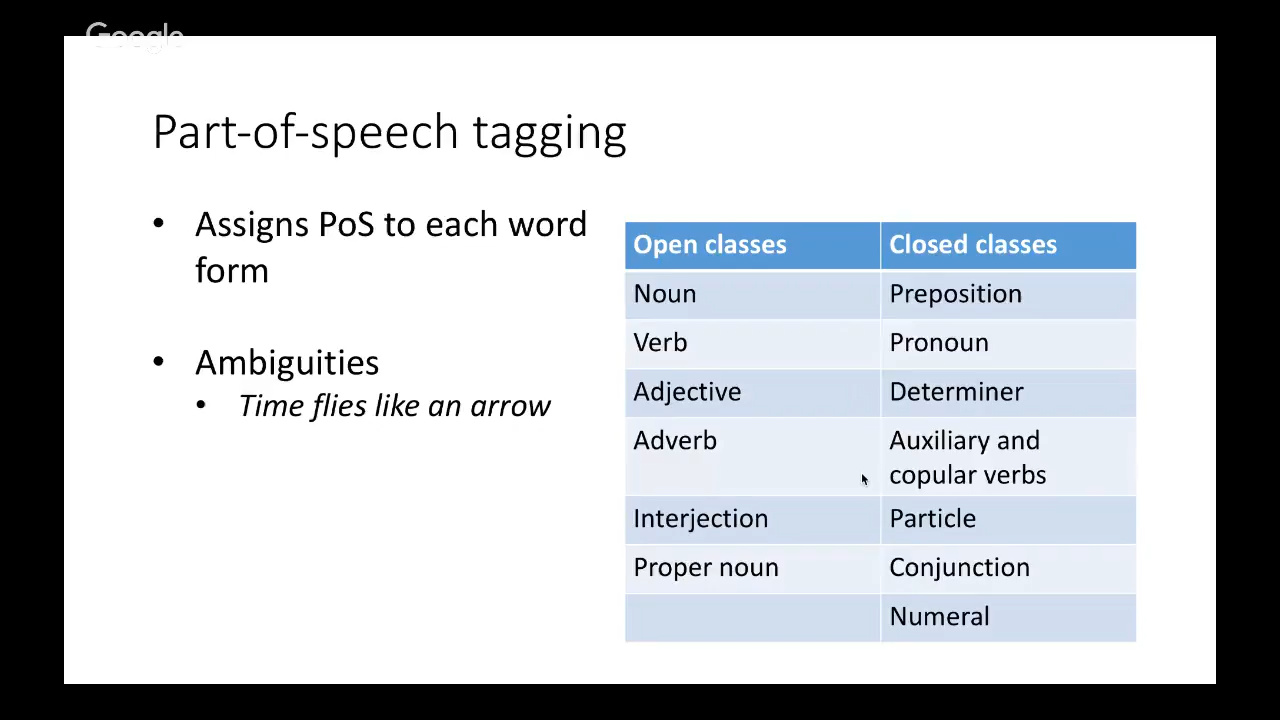 Google
Part-of-speech tagging
• Assigns PoS to each word
form
• Ambiguities
• Time flies like an arrow
Open classes Closed classes
Noun Preposition
Verb Pronoun
Adjective Determiner
Adverb Auxiliary and
copular verbs
Interjection Particle
Proper noun Conjunction
Numeral